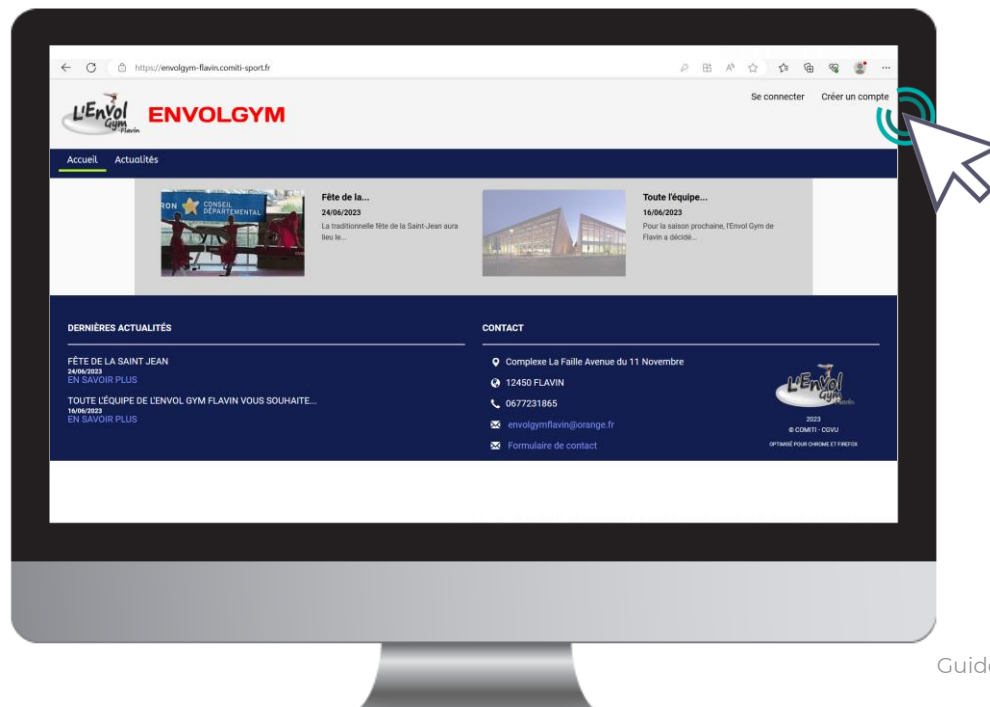 https://envolgym-flavin.comiti-sport.fr
Se connecter Créer un compte
L'Envol
Gym
Flavin
ENVOLGYM
Accueil Actualités
CONSEIL
DÉPARTEMENTAL
Fête de la...
24/06/2023
La traditionnelle fête de la Saint-Jean aura
lieu le...
Toute l'équipe...
16/06/2023
Pour la saison prochaine, l'Envol Gym de
Flavin a décidé...
DERNIÈRES ACTUALITÉS
FÊTE DE LA SAINT JEAN
24/06/2023
EN SAVOIR PLUS
TOUTE L'ÉQUIPE DE L'ENVOL GYM FLAVIN VOUS SOUHAITE...
16/06/2023
EN SAVOIR PLUS
CONTACT
Complexe La Faille Avenue du 11 Novembre
12450 FLAVIN
0677231865
envolgymflavin@orange.fr
Formulaire de contact
L'Envol
Gym
2023
© COMITI - CGVU
OPTIMISÉ POUR CHROME ET FIREFOX
Guide